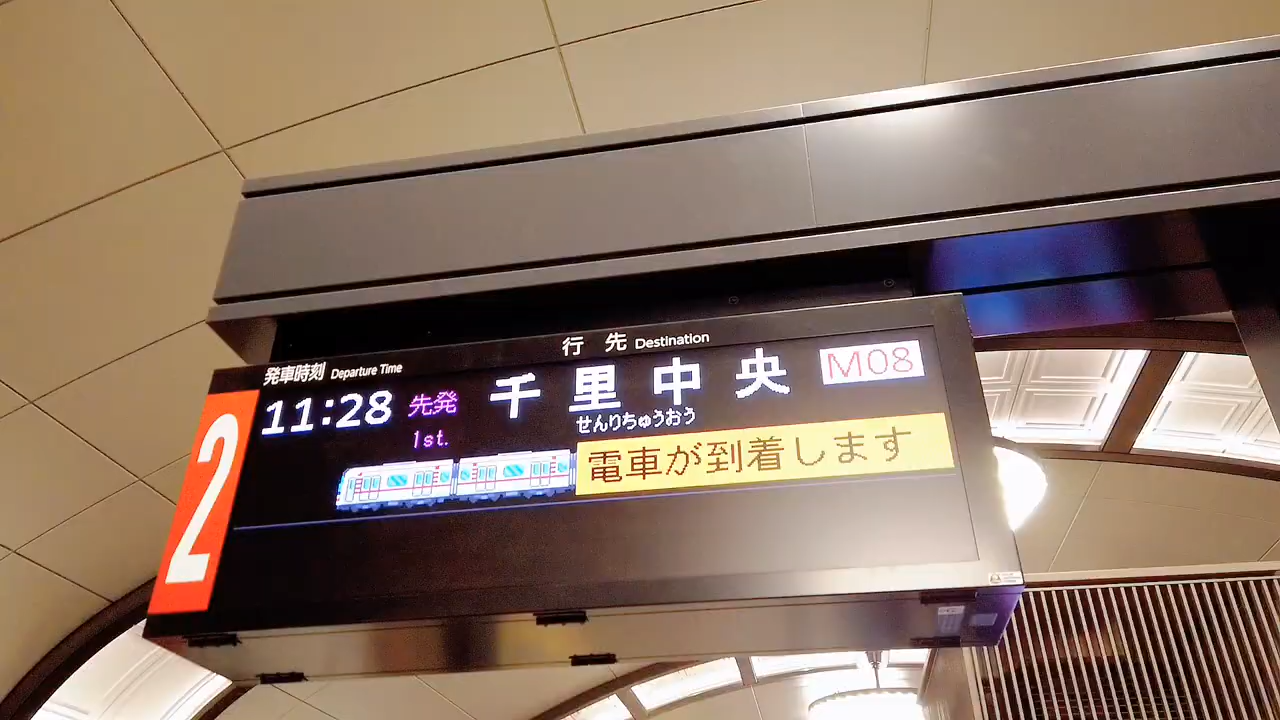 行先 Destination
発車時刻 Departure Time
2
11:28 先発 千里中央 M08
1st. せんりちゅうおう
電車が到着します